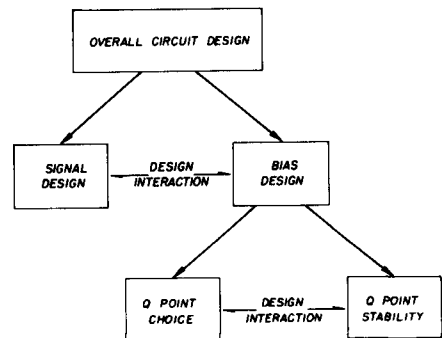 OVERALL CIRCUIT DESIGN
SIGNAL
DESIGN
DESIGN
INTERACTION
BIAS
DESIGN
Q POINT
CHOICE
DESIGN
INTERACTION
Q POINT
STABILITY